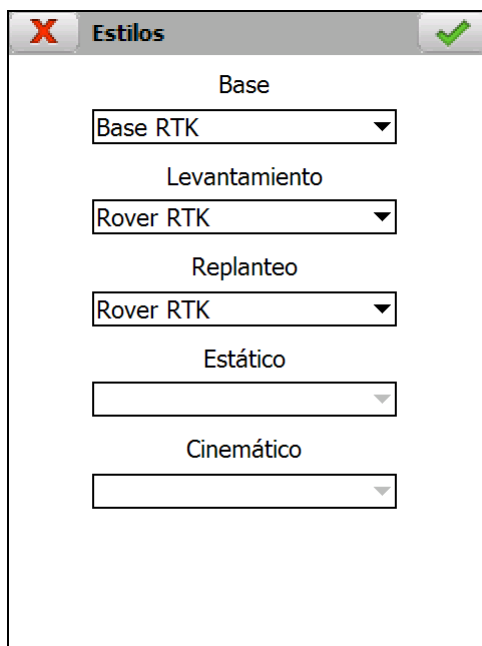 Estilos
Base
Base RTK
Levantamiento
Rover RTK
Replanteo
Rover RTK
Estático
Cinemático